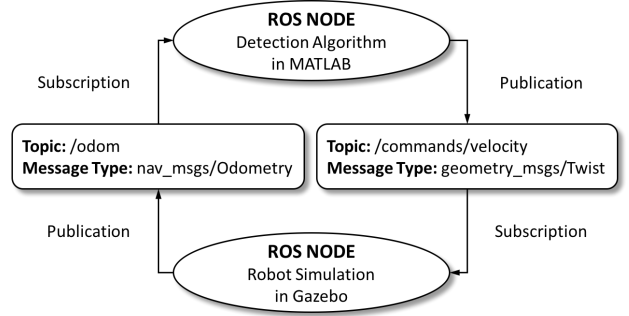 ROS NODE
Detection Algorithm
in MATLAB
Subscription
Publication
Topic: /odom
Message Type: nav_msgs/Odometry
Topic: /commands/velocity
Message Type: geometry_msgs/Twist
Publication
Subscription
ROS NODE
Robot Simulation
in Gazebo